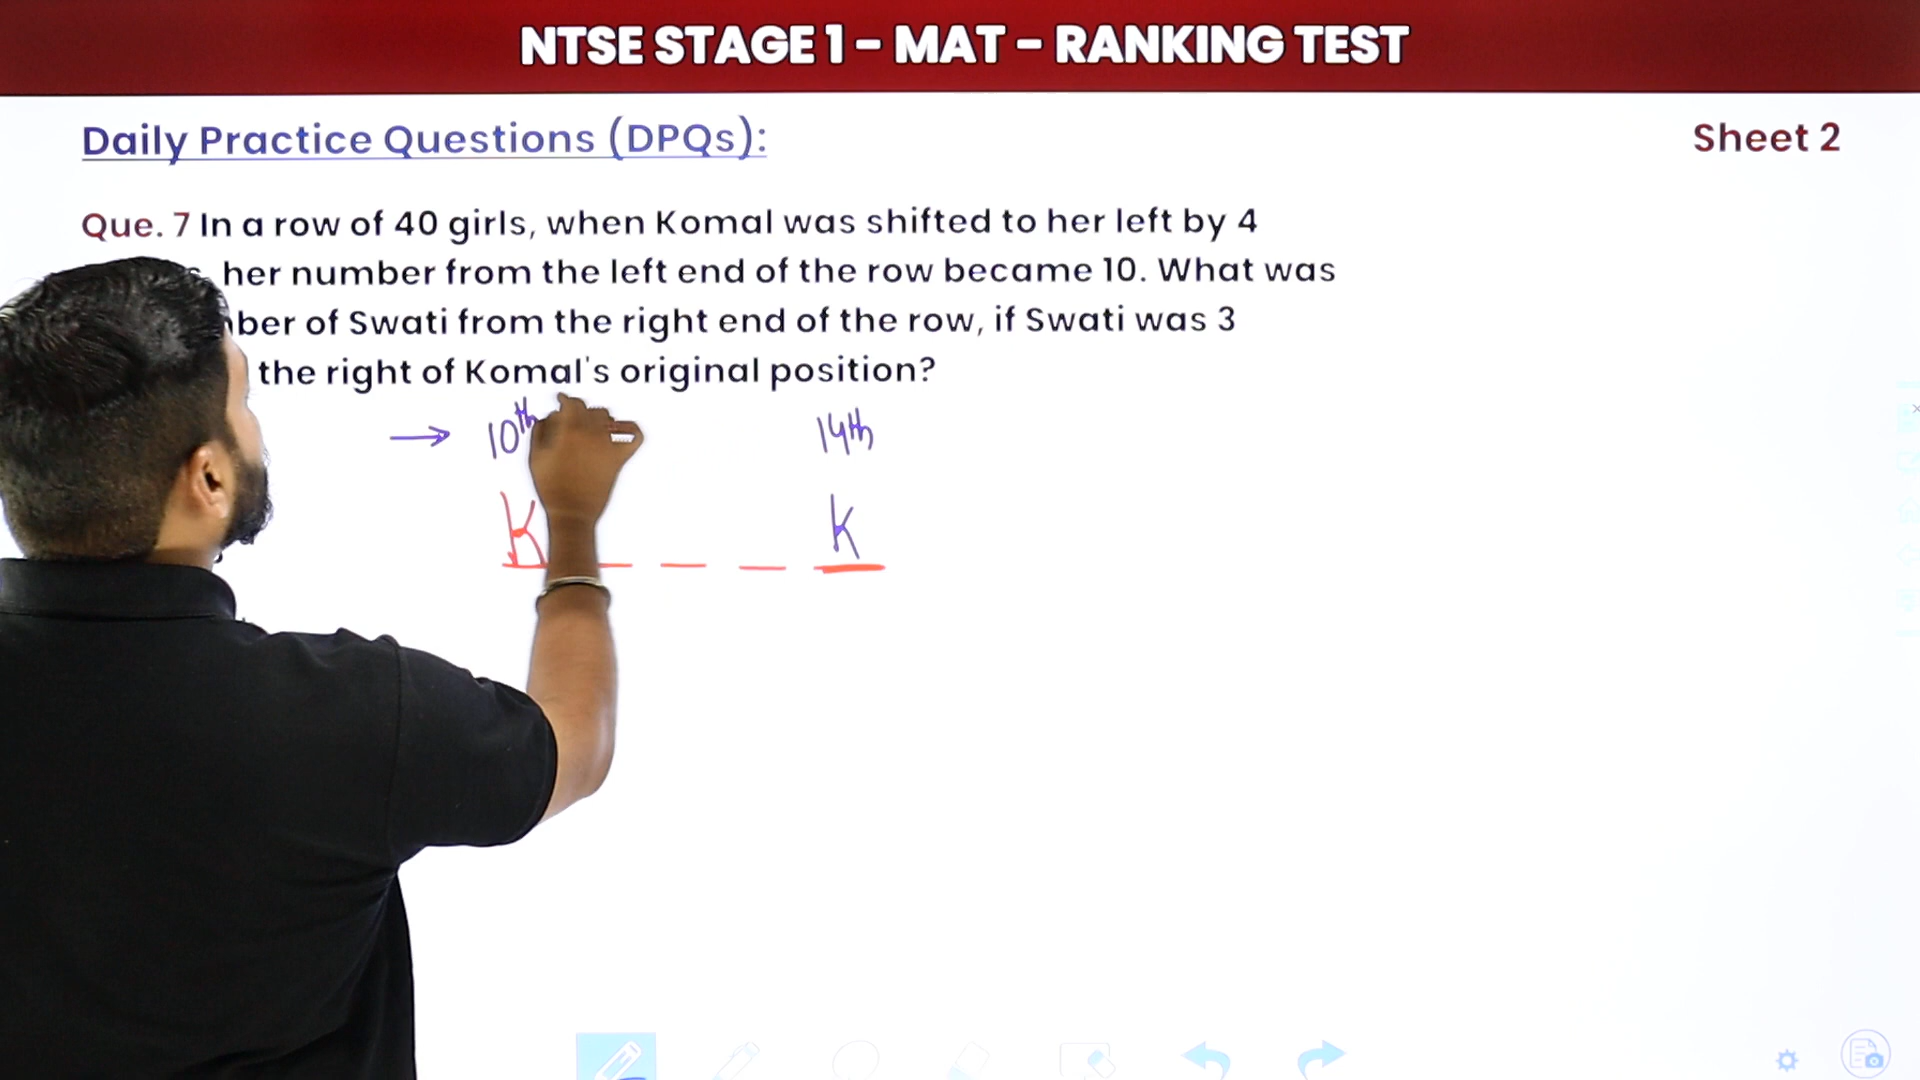 NTSE STAGE 1 – MAT – RANKING TEST
Daily Practice Questions (DPQs):
Sheet 2
Que. 7 In a row of 40 girls, when Komal was shifted to her left by 4
her number from the left end of the row became 10. What was
of Swati from the right end of the row, if Swati was 3
the right of Komal's original position?
→ 10th 14th
K K